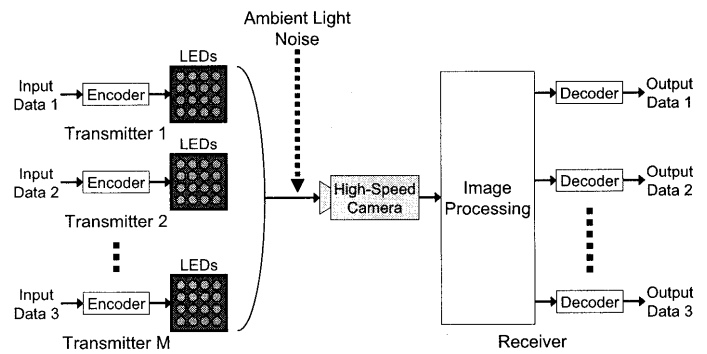 Ambient Light
Noise
LEDs
Input
Data 1
Encoder
Transmitter 1
LEDs
Input
Data 2
Encoder
Transmitter 2
LEDs
Input
Data 3
Encoder
Transmitter M
High-Speed
Camera
Image
Processing
Decoder
Output
Data 1
Decoder
Output
Data 2
Decoder
Output
Data 3
Receiver